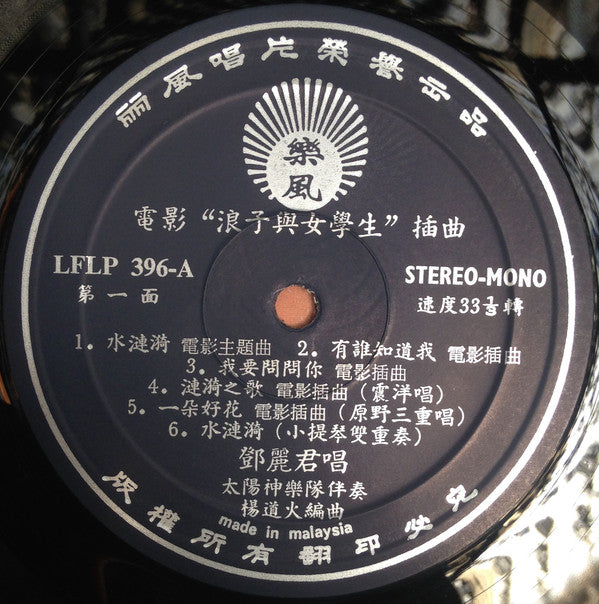 丽風唱片榮譽出品
樂風
電影“浪子與女學生”插曲
LFLP 396-A
第一面
STEREO-MONO
速度33⅓轉
1. 水漣漪 電影主題曲 2. 有誰知道我 電影插曲
3. 我要問問你 電影插曲
4. 漣漪之歌 電影插曲（震洋唱）
5. 一朵好花 電影插曲（原野三重唱）
6. 水漣漪（小提琴雙重奏）
鄧麗君唱
太陽神樂隊伴奏
楊道火編曲
made in malaysia
版權所有翻印必究